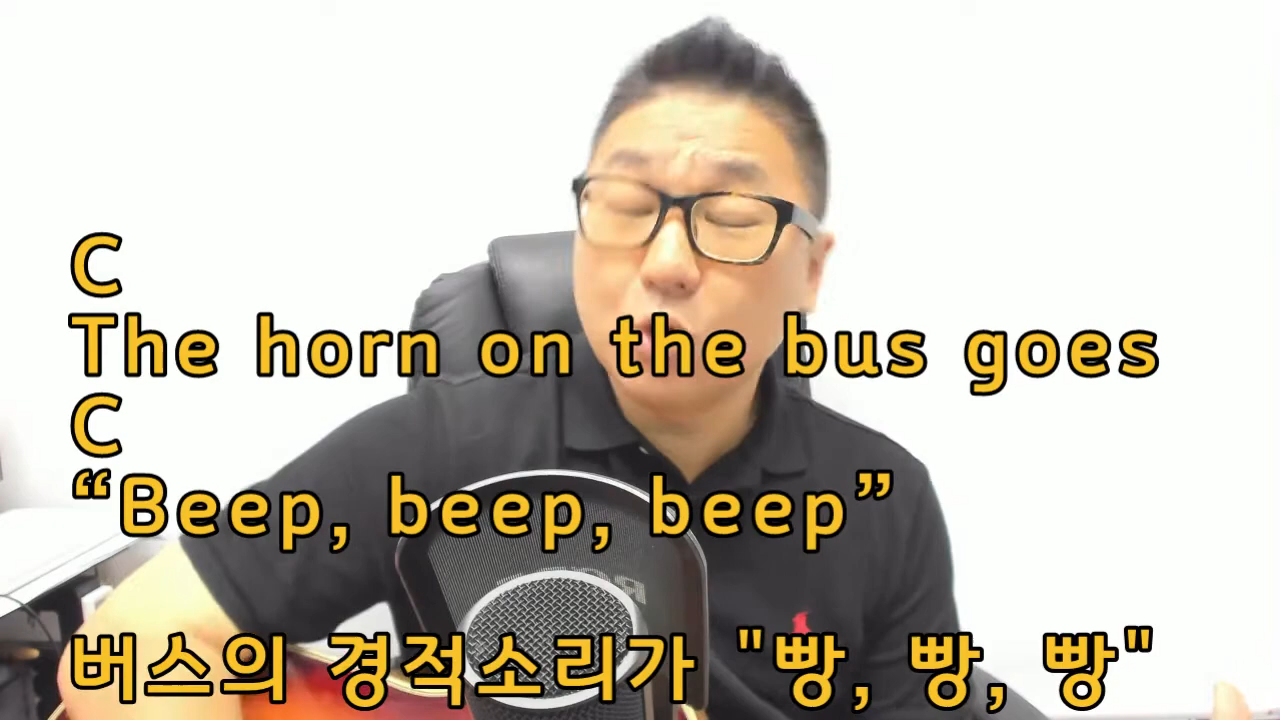 C
The horn on the bus goes
C
“Beep, beep, beep”
버스의 경적소리가 "빵, 빵, 빵"